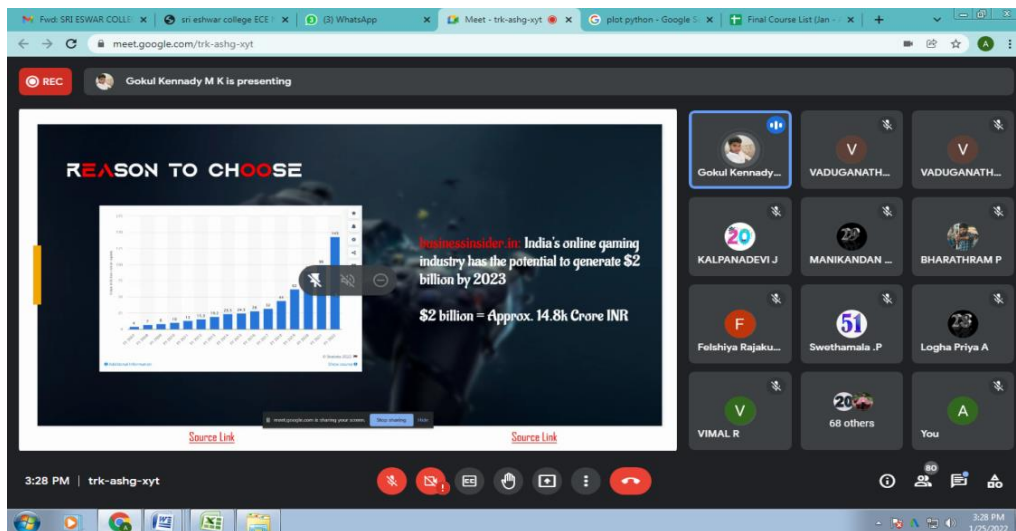 Fwd: SRI ESWAR COLLE
sri eshwar college ECE
(3) WhatsApp
Meet - trk-ashg-xyt
plot python - Google S
Final Course List (Jan -
meet.google.com/trk-ashg-xyt
A
REC
Gokul Kennady M K is presenting
REASON TO CHOOSE
businessinsider.in: India's online gaming
industry has the potential to generate $2
billion by 2023
$2 billion = Approx. 14.8k Crore INR
meet.google.com is sharing your screen.
Stop sharing
Hide
Source Link
Source Link
Gokul Kennady...
V
VADUGANATH...
V
VADUGANATH...
20
KALPANADEVI J
MANIKANDAN ...
BHARATHRAM P
F
Felshiya Rajaku...
51
Swethamala .P
23
Logha Priya A
V
VIMAL R
20
68 others
A
You
3:28 PM | trk-ashg-xyt
CC
80
3:28 PM
1/25/2022